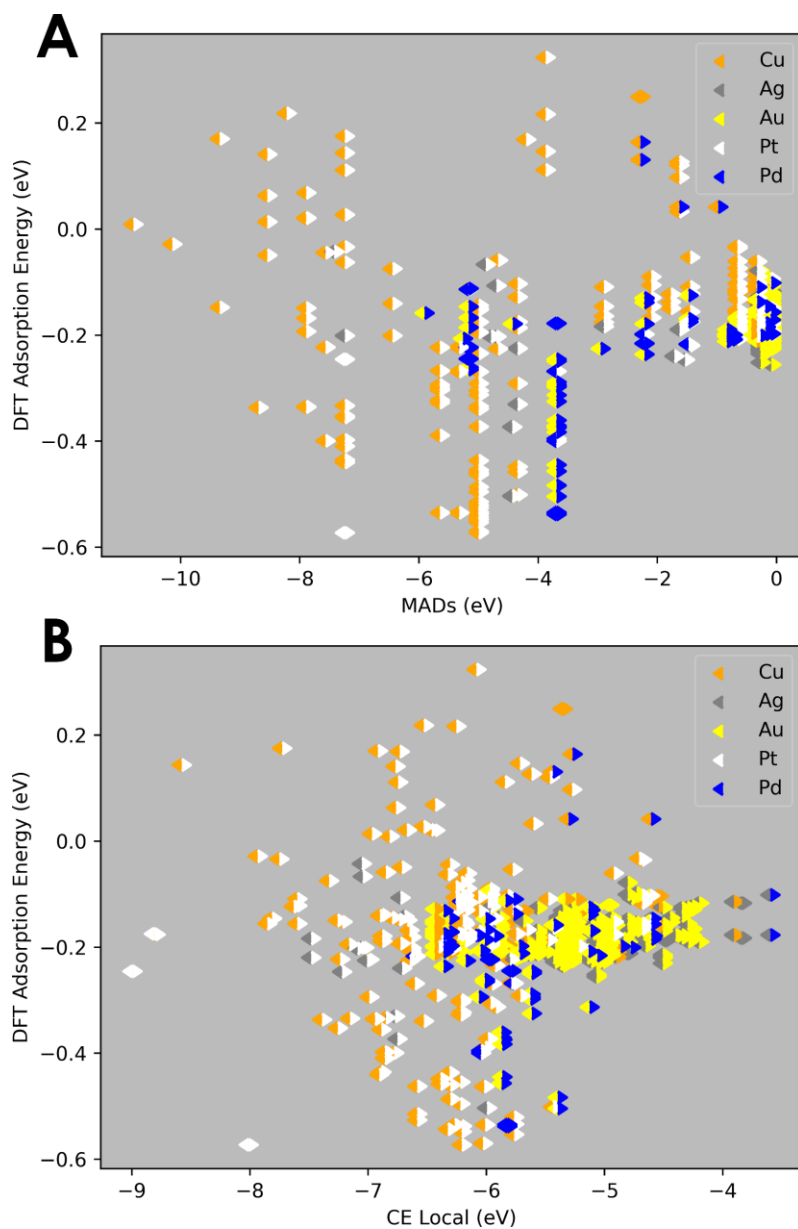 A
DFT Adsorption Energy (eV)
0.2
0.0
−0.2
−0.4
−0.6
Cu
Ag
Au
Pt
Pd
−10
−8
−6
−4
−2
0
MADs (eV)
B
DFT Adsorption Energy (eV)
0.2
0.0
−0.2
−0.4
−0.6
Cu
Ag
Au
Pt
Pd
−9
−8
−7
−6
−5
−4
CE Local (eV)